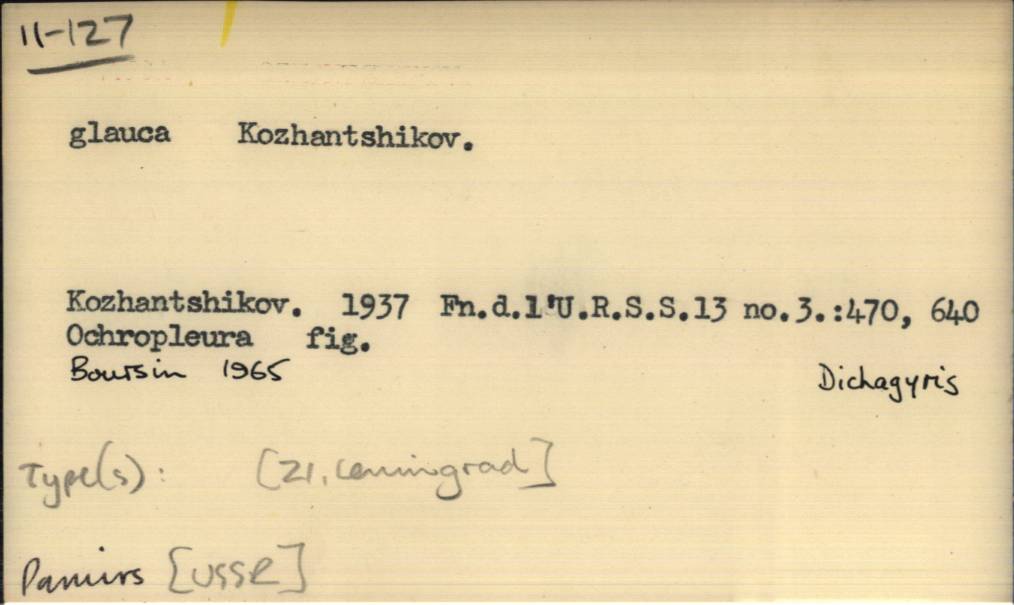 11-127
glauca Kozhantshikov.
Kozhantshikov. 1937 Fn.d.l'U.R.S.S.13 no.3.:470, 640
Ochropleura fig.
Boursin 1965 Dichagyris
Type(s): [ZI, Leningrad]
Pamirs [USSR]